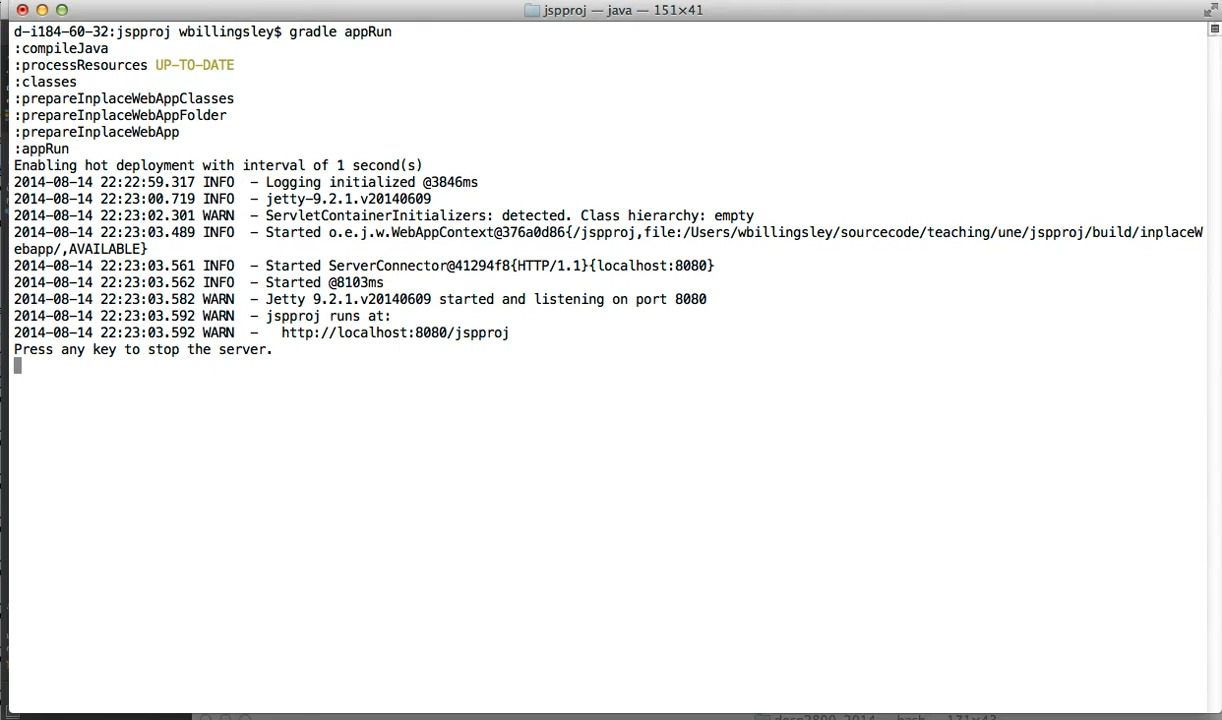 jspproj — java — 151×41
d-i184-60-32:jspproj wbillingsley$ gradle appRun
:compileJava
:processResources UP-TO-DATE
:classes
:prepareInplaceWebAppClasses
:prepareInplaceWebAppFolder
:prepareInplaceWebApp
:appRun
Enabling hot deployment with interval of 1 second(s)
2014-08-14 22:22:59.317 INFO  - Logging initialized @3846ms
2014-08-14 22:23:00.719 INFO  - jetty-9.2.1.v20140609
2014-08-14 22:23:02.301 WARN  - ServletContainerInitializers: detected. Class hierarchy: empty
2014-08-14 22:23:03.489 INFO  - Started o.e.j.w.WebAppContext@376a0d86{/jspproj,file:/Users/wbillingsley/sourcecode/teaching/une/jspproj/build/inplaceW
ebapp/,AVAILABLE}
2014-08-14 22:23:03.561 INFO  - Started ServerConnector@41294f8{HTTP/1.1}{localhost:8080}
2014-08-14 22:23:03.562 INFO  - Started @8103ms
2014-08-14 22:23:03.582 WARN  - Jetty 9.2.1.v20140609 started and listening on port 8080
2014-08-14 22:23:03.592 WARN  - jspproj runs at:
2014-08-14 22:23:03.592 WARN  -   http://localhost:8080/jspproj
Press any key to stop the server.